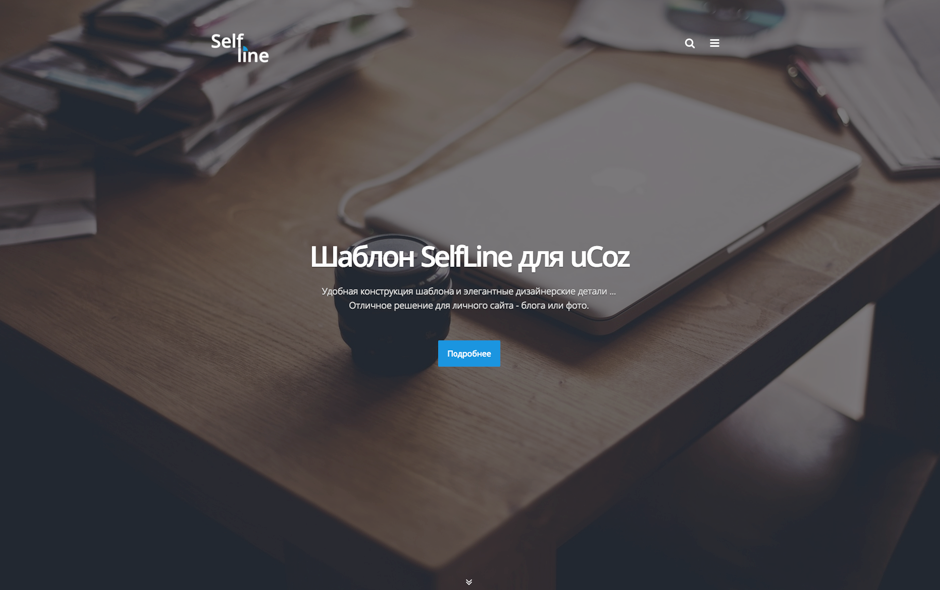 Self
line
Шаблон SelfLine для uCoz
Удобная конструкция шаблона и элегантные дизайнерские детали ...
Отличное решение для личного сайта - блога или фото.
Подробнее